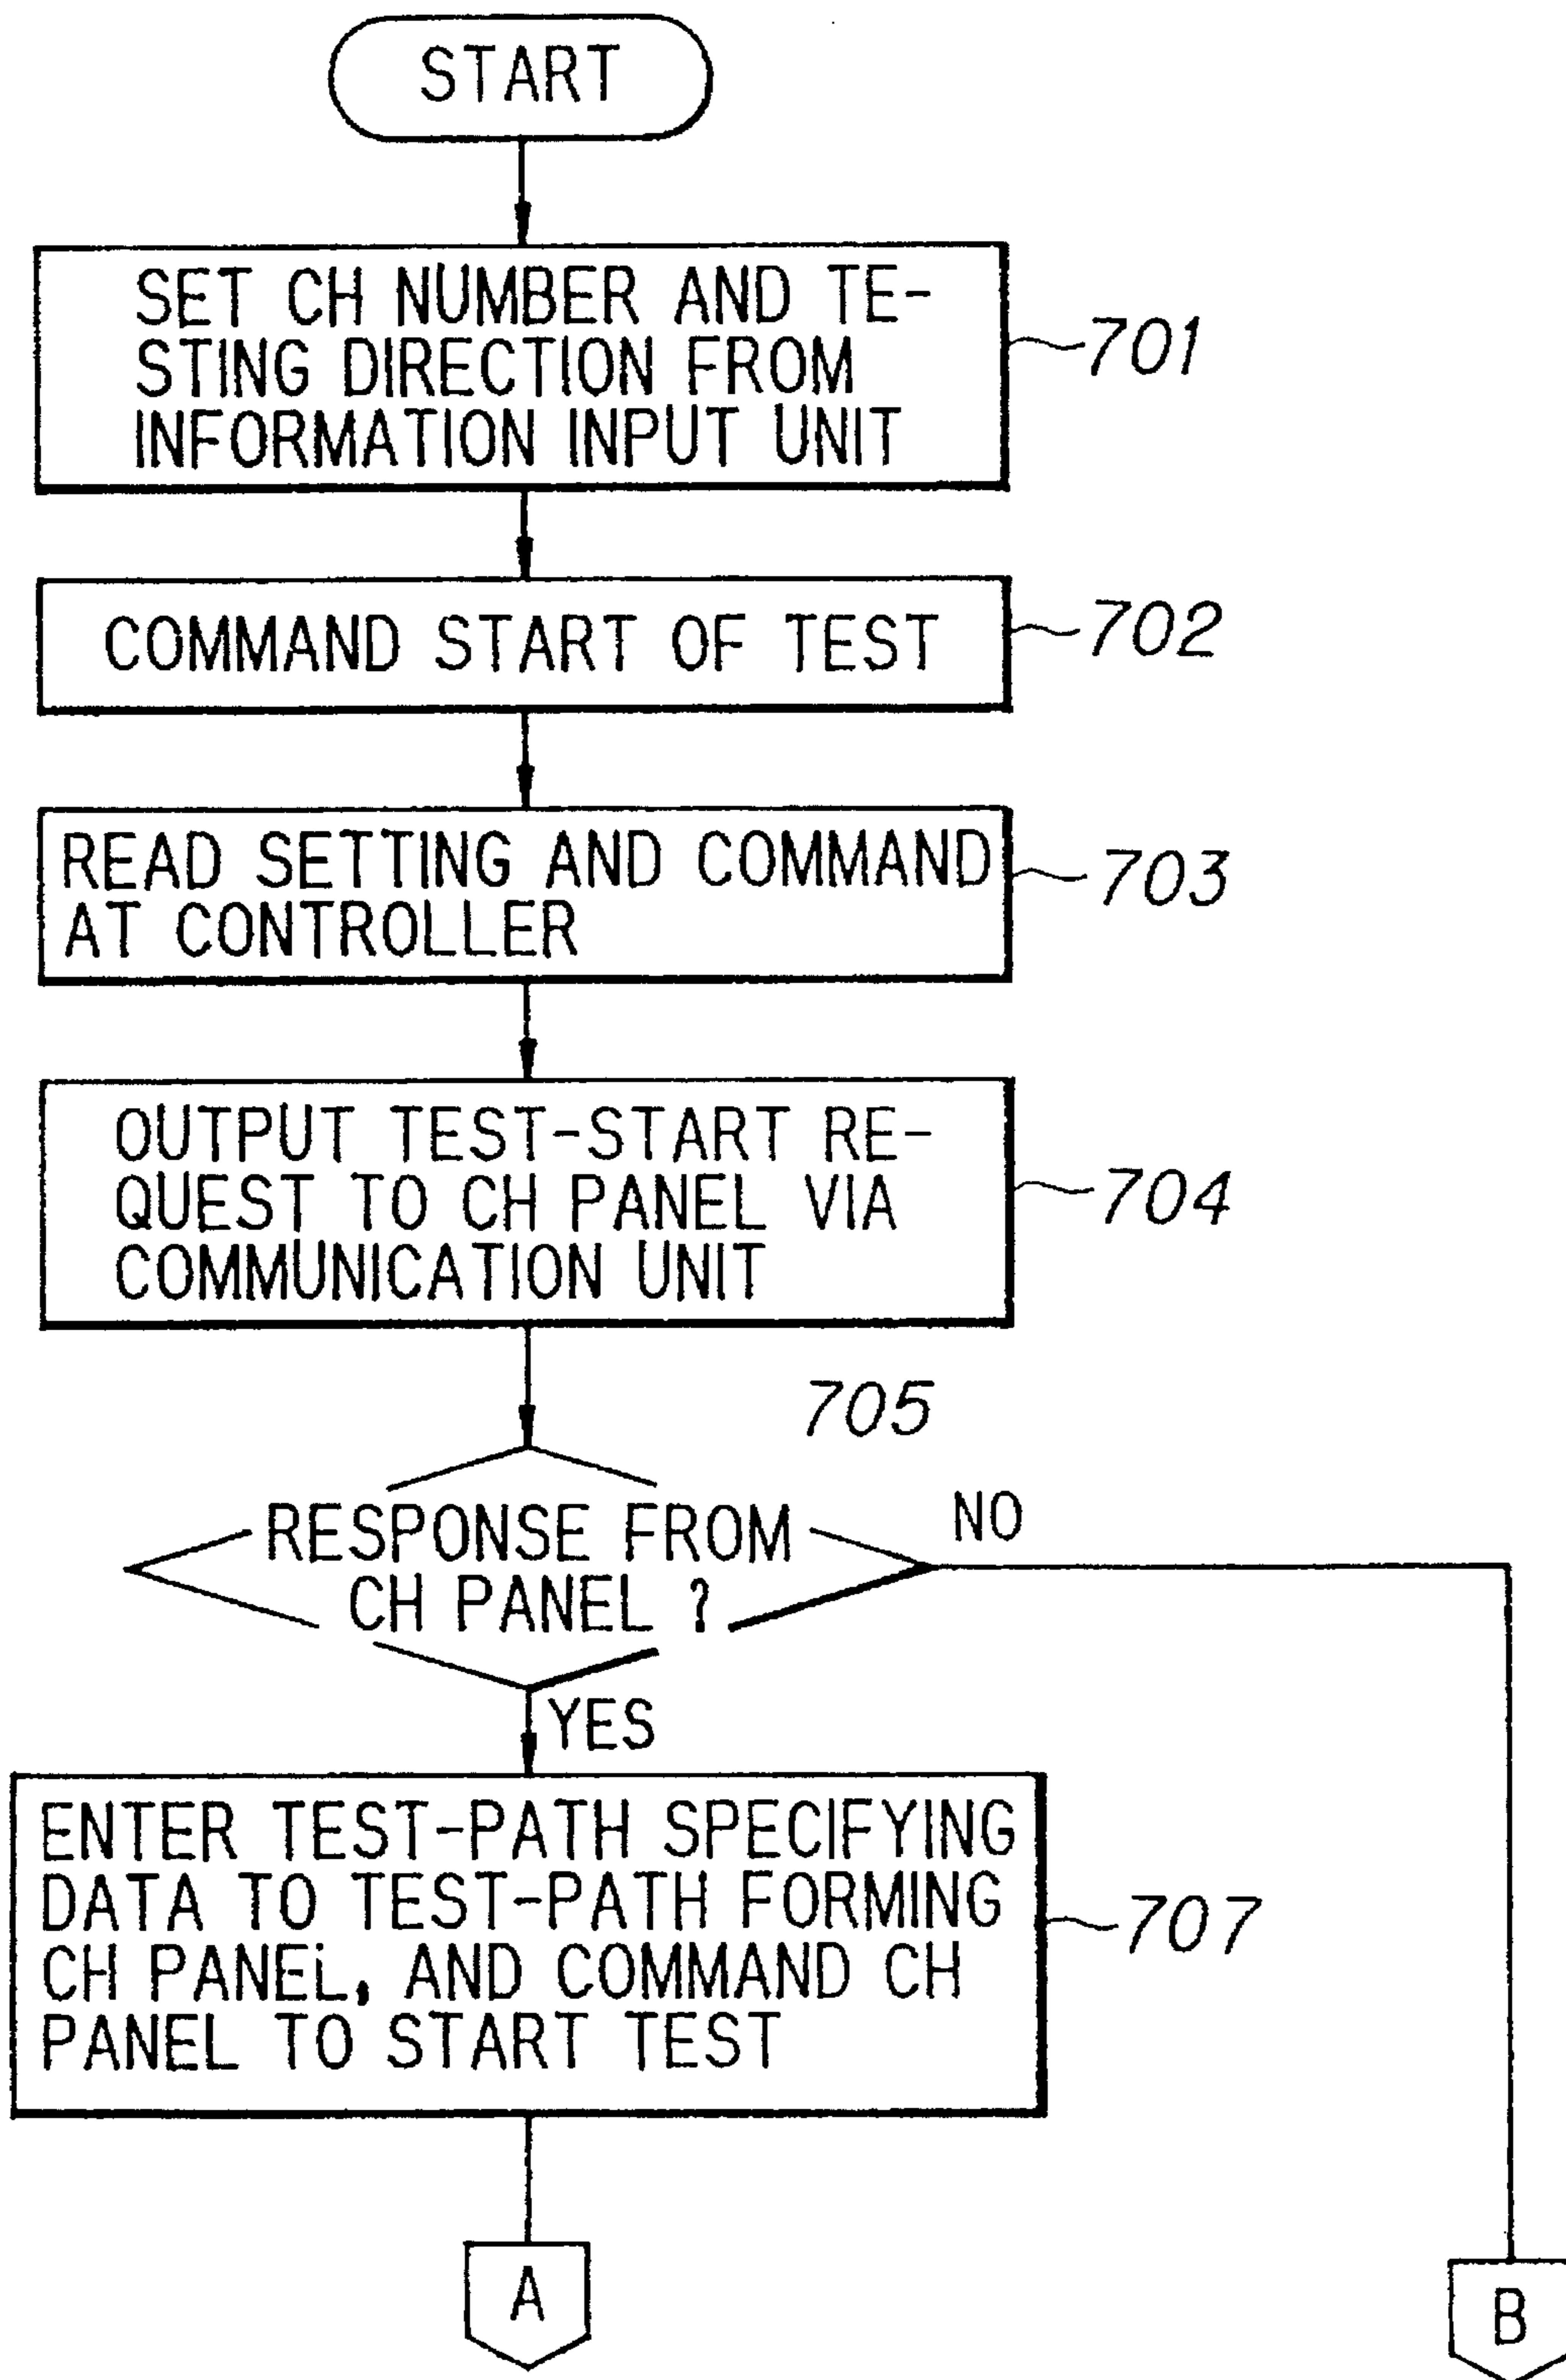 START
SET CH NUMBER AND TE-
STING DIRECTION FROM
INFORMATION INPUT UNIT
701
COMMAND START OF TEST
702
READ SETTING AND COMMAND
AT CONTROLLER
703
OUTPUT TEST-START RE-
QUEST TO CH PANEL VIA
COMMUNICATION UNIT
704
705
RESPONSE FROM
CH PANEL ?
NO
YES
ENTER TEST-PATH SPECIFYING
DATA TO TEST-PATH FORMING
CH PANEL, AND COMMAND CH
PANEL TO START TEST
707
A
B